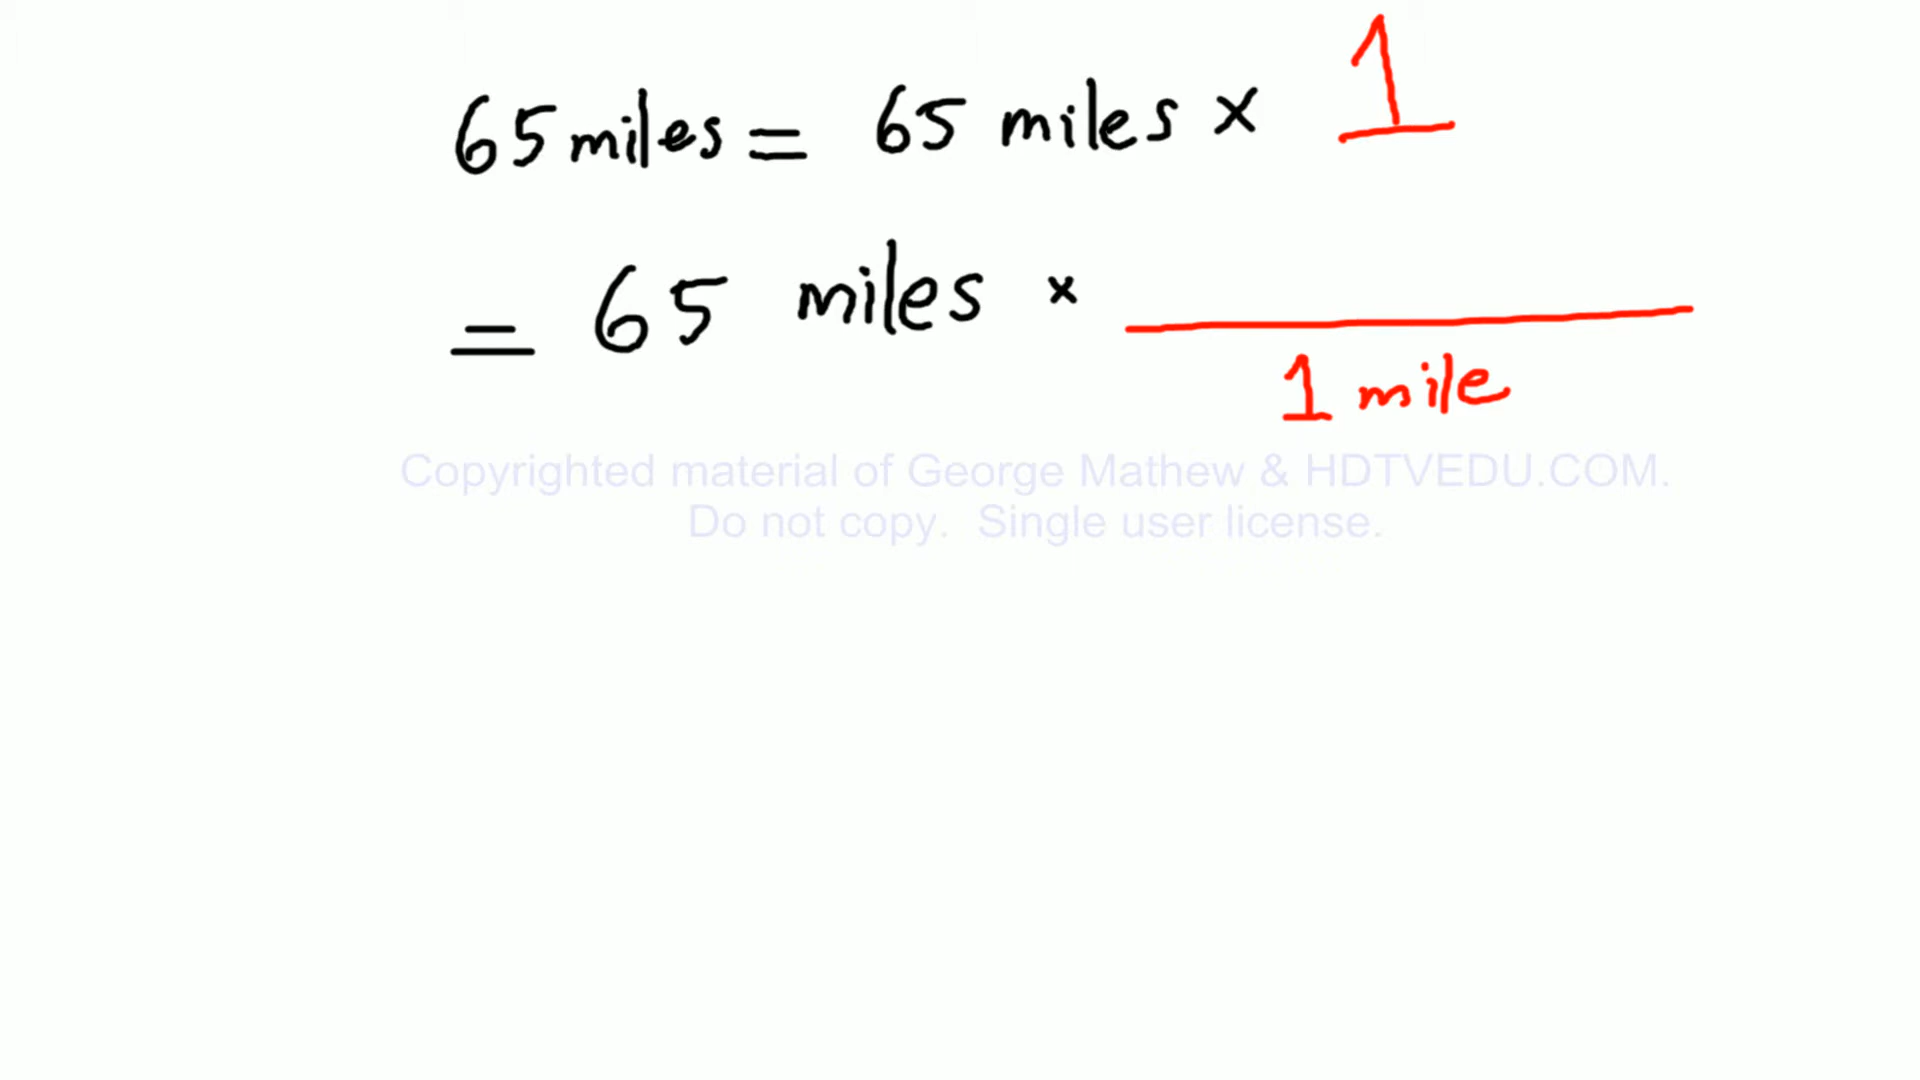 65 miles = 65 miles × 1
= 65 miles ×
1 mile
Copyrighted material of George Mathew & HDTVEDU.COM.
Do not copy. Single user license.